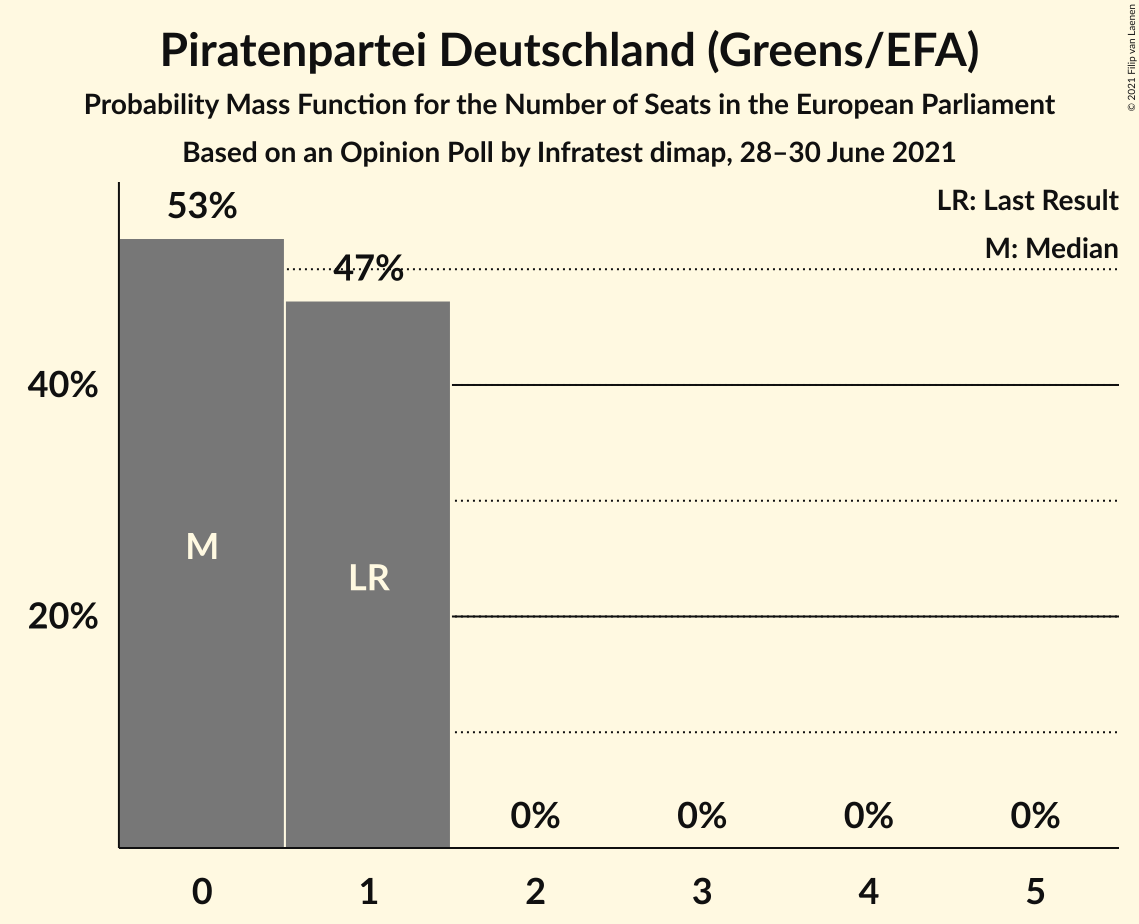 Piratenpartei Deutschland (Greens/EFA)
Probability Mass Function for the Number of Seats in the European Parliament
Based on an Opinion Poll by Infratest dimap, 28–30 June 2021
© 2021 Filip van Laenen
LR: Last Result
M: Median
53%
47%
40%
20%
M
LR
0%
0%
0%
0%
0
1
2
3
4
5